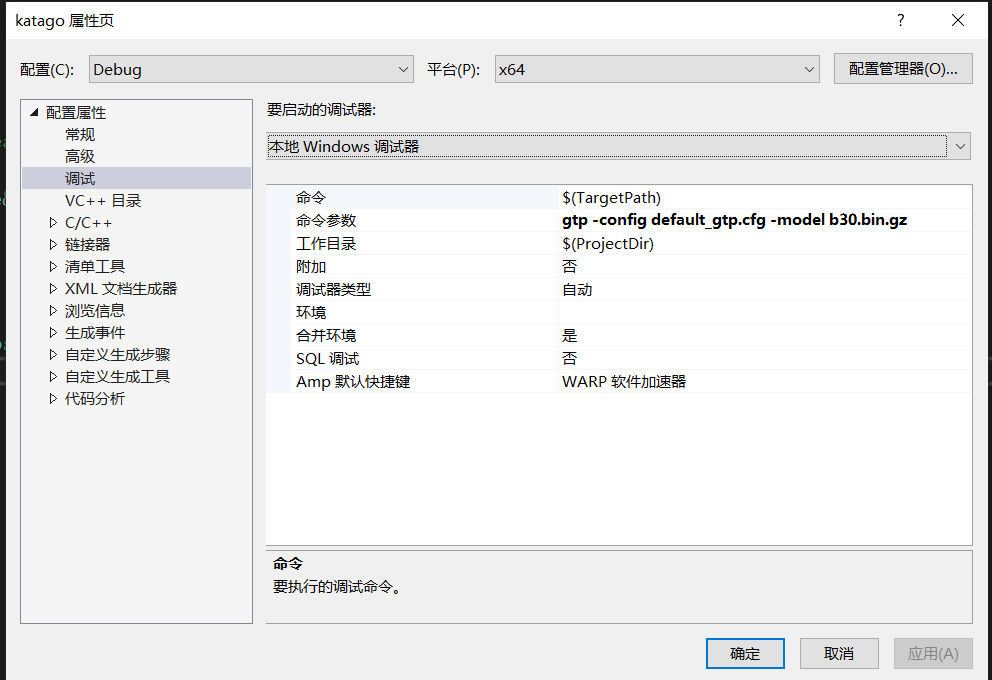 katago 属性页 ?
配置(C): Debug 平台(P): x64 配置管理器(O)...
配置属性
常规
高级
调试
VC++ 目录
C/C++
链接器
清单工具
XML 文档生成器
浏览信息
生成事件
自定义生成步骤
自定义生成工具
代码分析
要启动的调试器:
本地 Windows 调试器
命令 $(TargetPath)
命令参数 gtp -config default_gtp.cfg -model b30.bin.gz
工作目录 $(ProjectDir)
附加 否
调试器类型 自动
环境
合并环境 是
SQL 调试 否
Amp 默认快捷键 WARP 软件加速器
命令
要执行的调试命令。
确定 取消 应用(A)